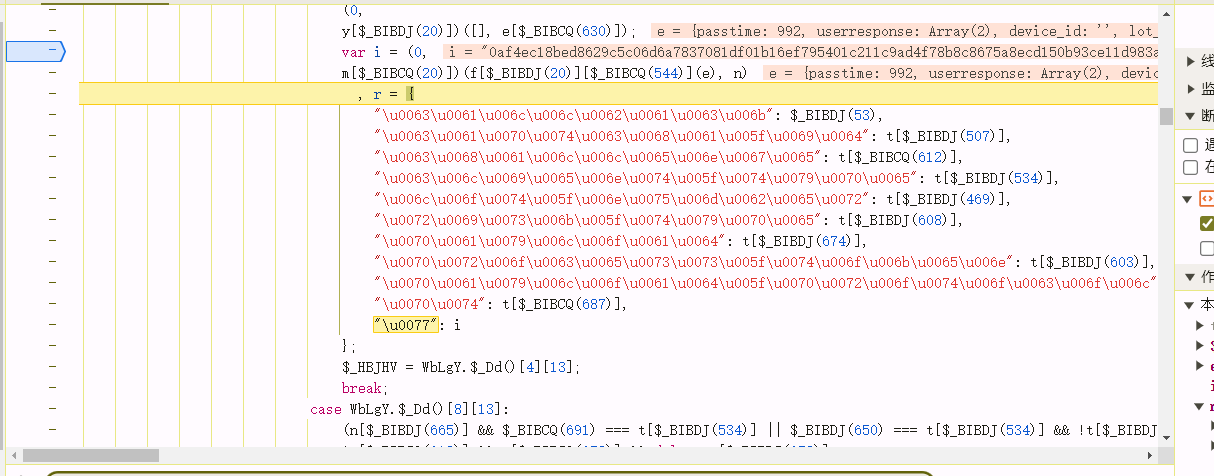 (0,
y[$_BIBDJ(20)])([], e[$_BIBCQ(630)]); e = {passtime: 992, userresponse: Array(2), device_id: '', lot_
var i = (0, i = "0af4ec18bed8629c5c06d6a7837081df01b16ef795401c211c9ad4f78b8c8675a8ecd150b93ce11d983a
m[$_BIBCQ(20)])(f[$_BIBDJ(20)][$_BIBCQ(544)](e), n) e = {passtime: 992, userresponse: Array(2), devic
, r = {
"\u0063\u0061\u006c\u006c\u0062\u0061\u0063\u006b": $_BIBDJ(53),
"\u0063\u0061\u0070\u0074\u0063\u0068\u0061\u005f\u0069\u0064": t[$_BIBDJ(507)],
"\u0063\u0068\u0061\u006c\u006c\u0065\u006e\u0067\u0065": t[$_BIBCQ(612)],
"\u0063\u006c\u0069\u0065\u006e\u0074\u005f\u0074\u0079\u0070\u0065": t[$_BIBDJ(534)],
"\u006c\u006f\u0074\u005f\u006e\u0075\u006d\u0062\u0065\u0072": t[$_BIBDJ(469)],
"\u0072\u0069\u0073\u006b\u005f\u0074\u0079\u0070\u0065": t[$_BIBDJ(608)],
"\u0070\u0061\u0079\u006c\u006f\u0061\u0064": t[$_BIBDJ(674)],
"\u0070\u0072\u006f\u0063\u0065\u0073\u0073\u005f\u0074\u006f\u006b\u0065\u006e": t[$_BIBDJ(603)],
"\u0070\u0061\u0079\u006c\u006f\u0061\u0064\u005f\u0070\u0072\u006f\u0074\u006f\u0063\u006f\u006c"
"\u0070\u0074": t[$_BIBCQ(687)],
"\u0077": i
};
$_HBJHV = WbLgY.$_Dd()[4][13];
break;
case WbLgY.$_Dd()[8][13]:
(n[$_BIBDJ(665)] && $_BIBCQ(691) === t[$_BIBDJ(534)] || $_BIBDJ(650) === t[$_BIBDJ(534)] && !t[$_BIBDJ
线
监
断
在
作
本